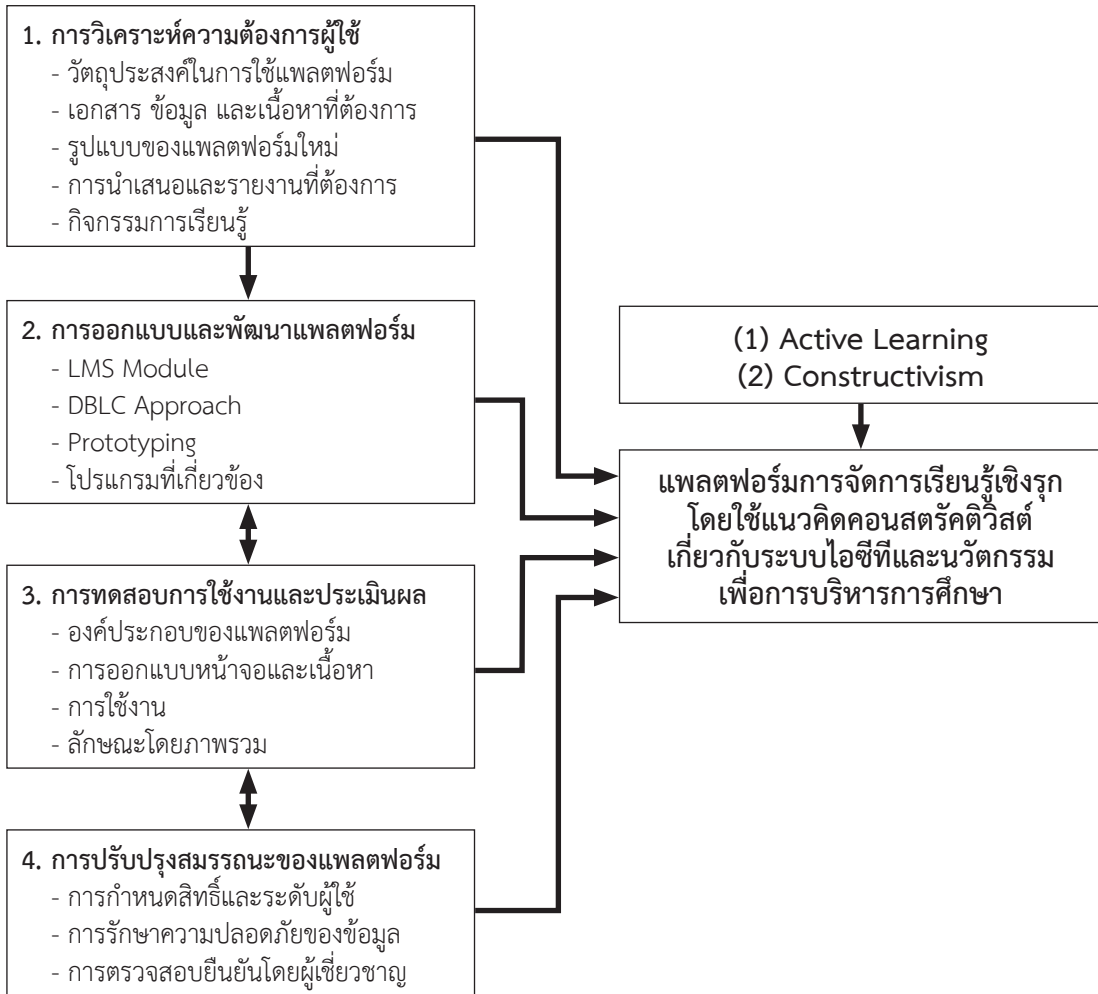 1. การวิเคราะห์ความต้องการผู้ใช้
- วัตถุประสงค์ในการใช้แพลตฟอร์ม
- เอกสาร ข้อมูล และเนื้อหาที่ต้องการ
- รูปแบบของแพลตฟอร์มใหม่
- การนำเสนอและรายงานที่ต้องการ
- กิจกรรมการเรียนรู้
2. การออกแบบและพัฒนาแพลตฟอร์ม
- LMS Module
- DBLC Approach
- Prototyping
- โปรแกรมที่เกี่ยวข้อง
3. การทดสอบการใช้งานและประเมินผล
- องค์ประกอบของแพลตฟอร์ม
- การออกแบบหน้าจอและเนื้อหา
- การใช้งาน
- ลักษณะโดยภาพรวม
4. การปรับปรุงสมรรถนะของแพลตฟอร์ม
- การกำหนดสิทธิ์และระดับผู้ใช้
- การรักษาความปลอดภัยของข้อมูล
- การตรวจสอบยืนยันโดยผู้เชี่ยวชาญ
(1) Active Learning
(2) Constructivism
แพลตฟอร์มการจัดการเรียนรู้เชิงรุก
โดยใช้แนวคิดคอนสตรัคติวิสต์
เกี่ยวกับระบบไอซีทีและนวัตกรรม
เพื่อการบริหารการศึกษา